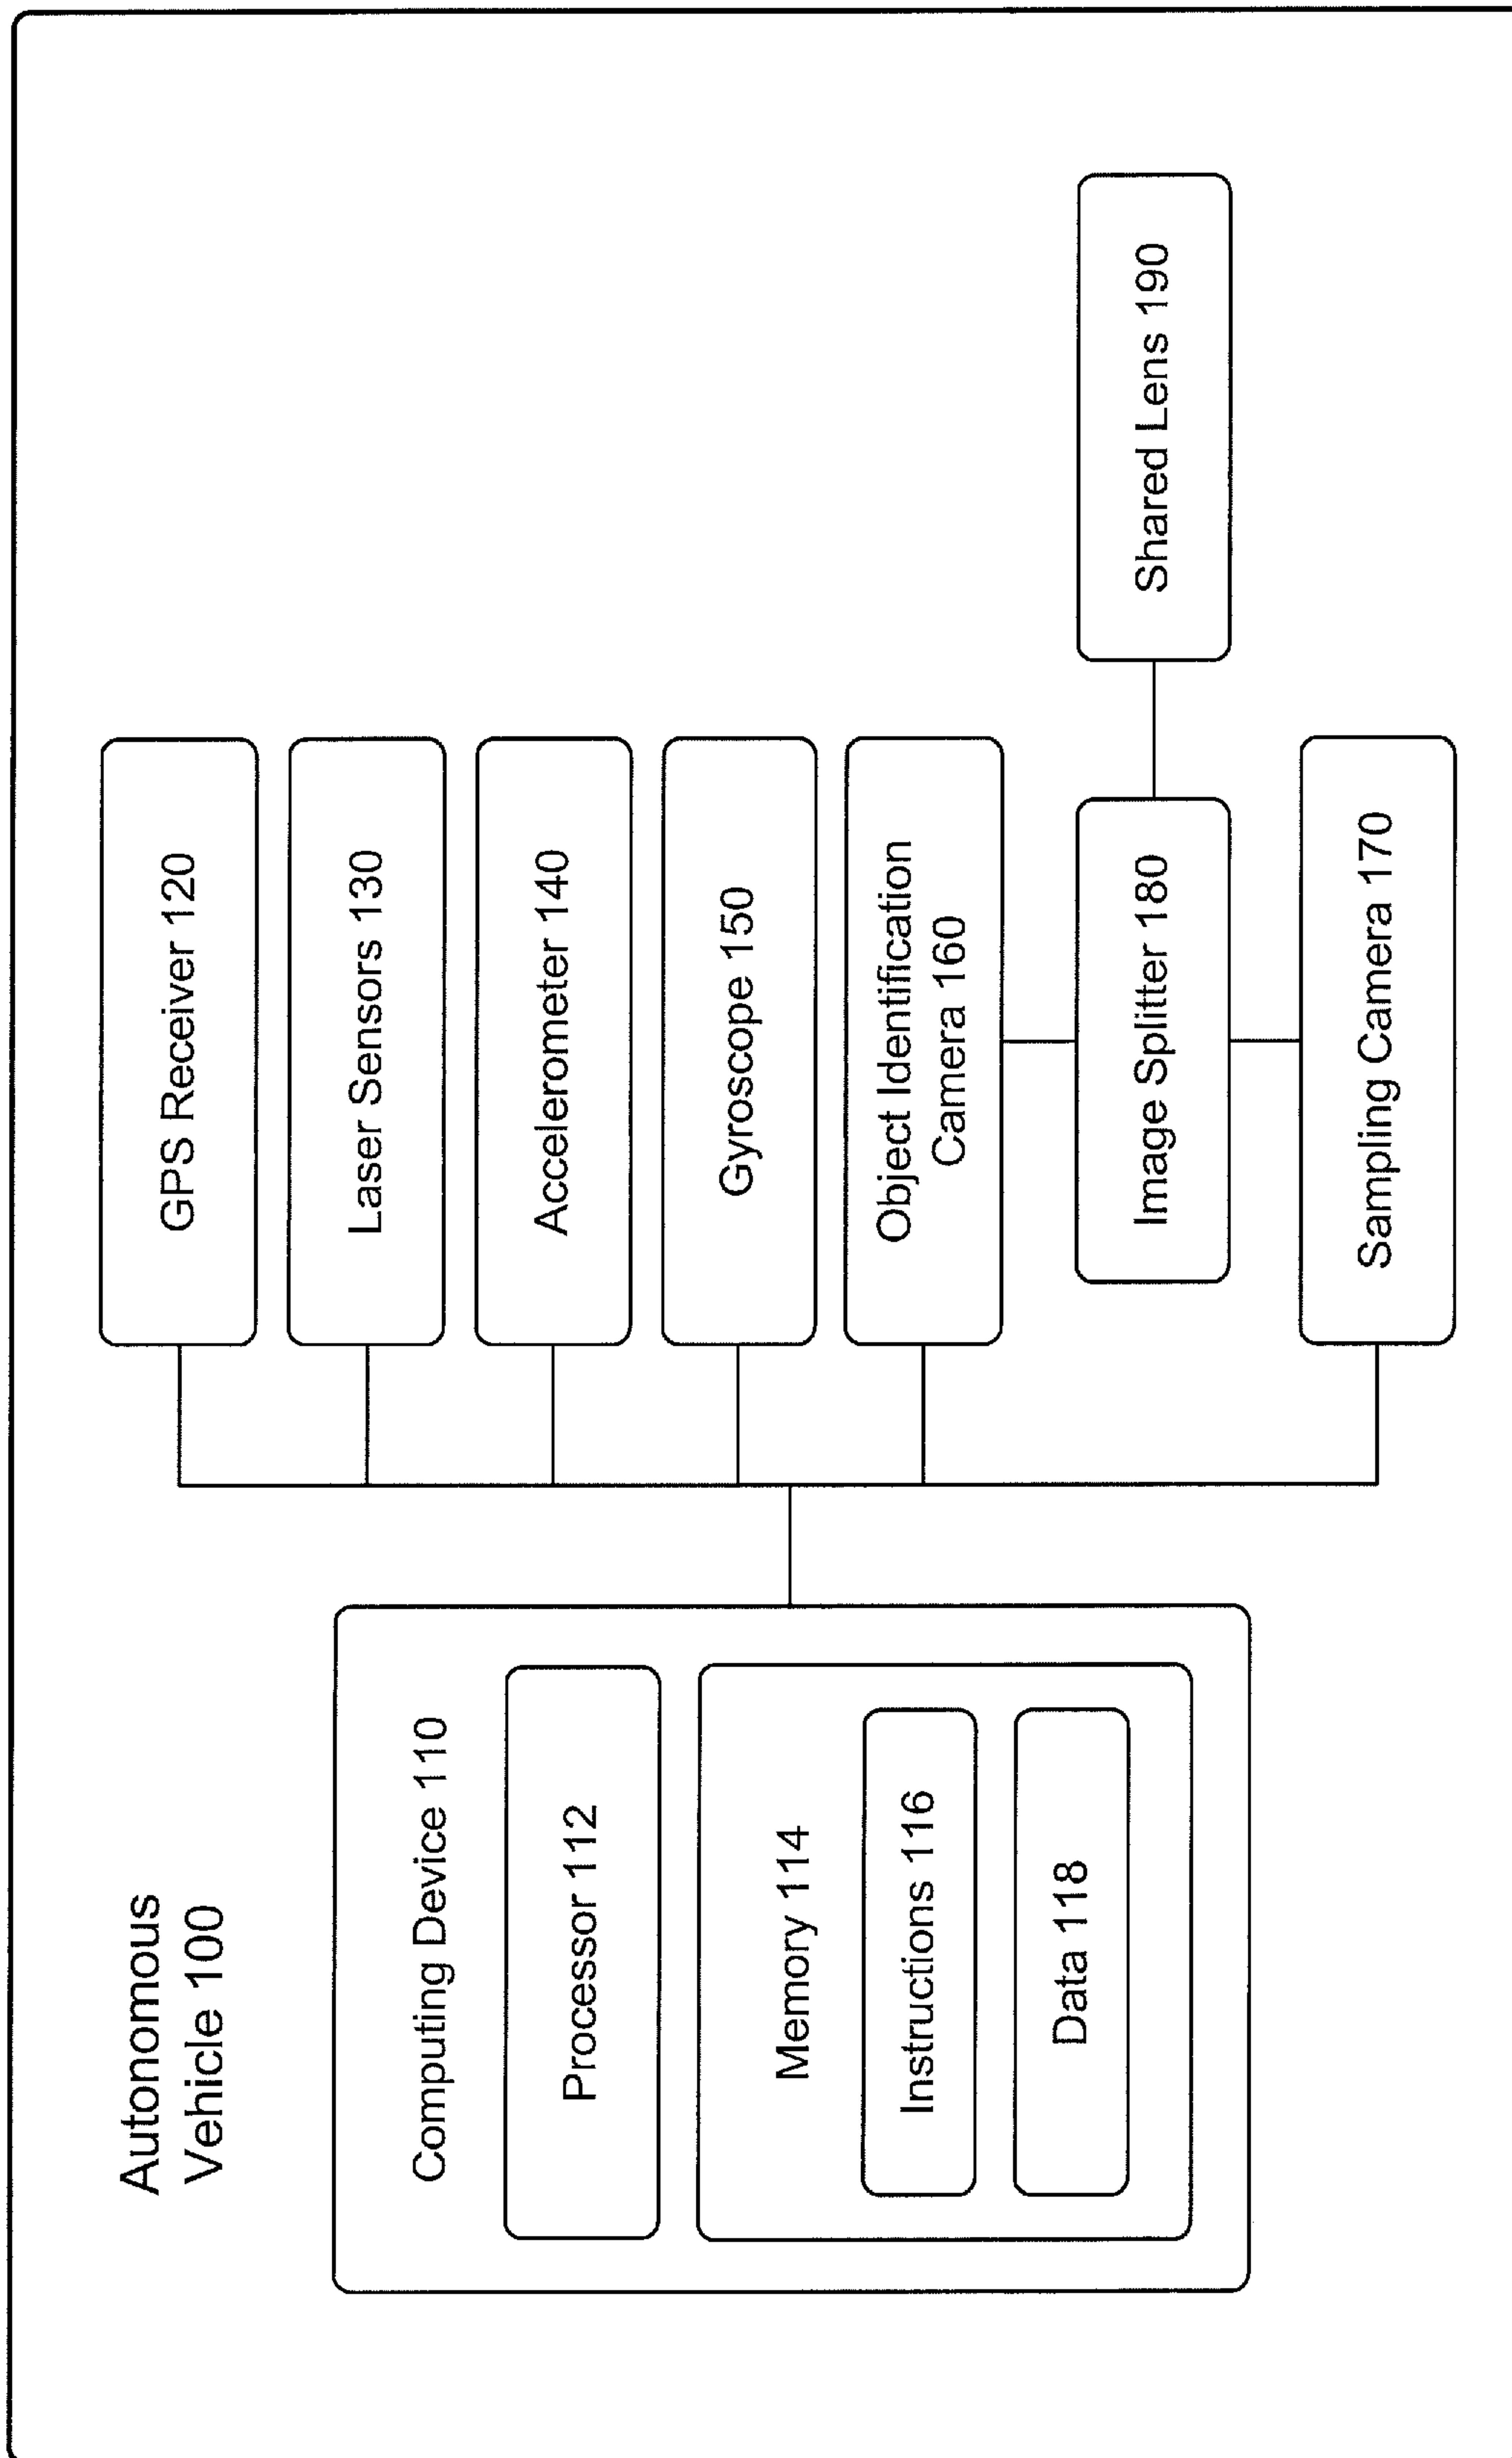 Autonomous
Vehicle 100
Computing Device 110
Processor 112
Memory 114
Instructions 116
Data 118
GPS Receiver 120
Laser Sensors 130
Accelerometer 140
Gyroscope 150
Object Identification
Camera 160
Image Splitter 180
Sampling Camera 170
Shared Lens 190